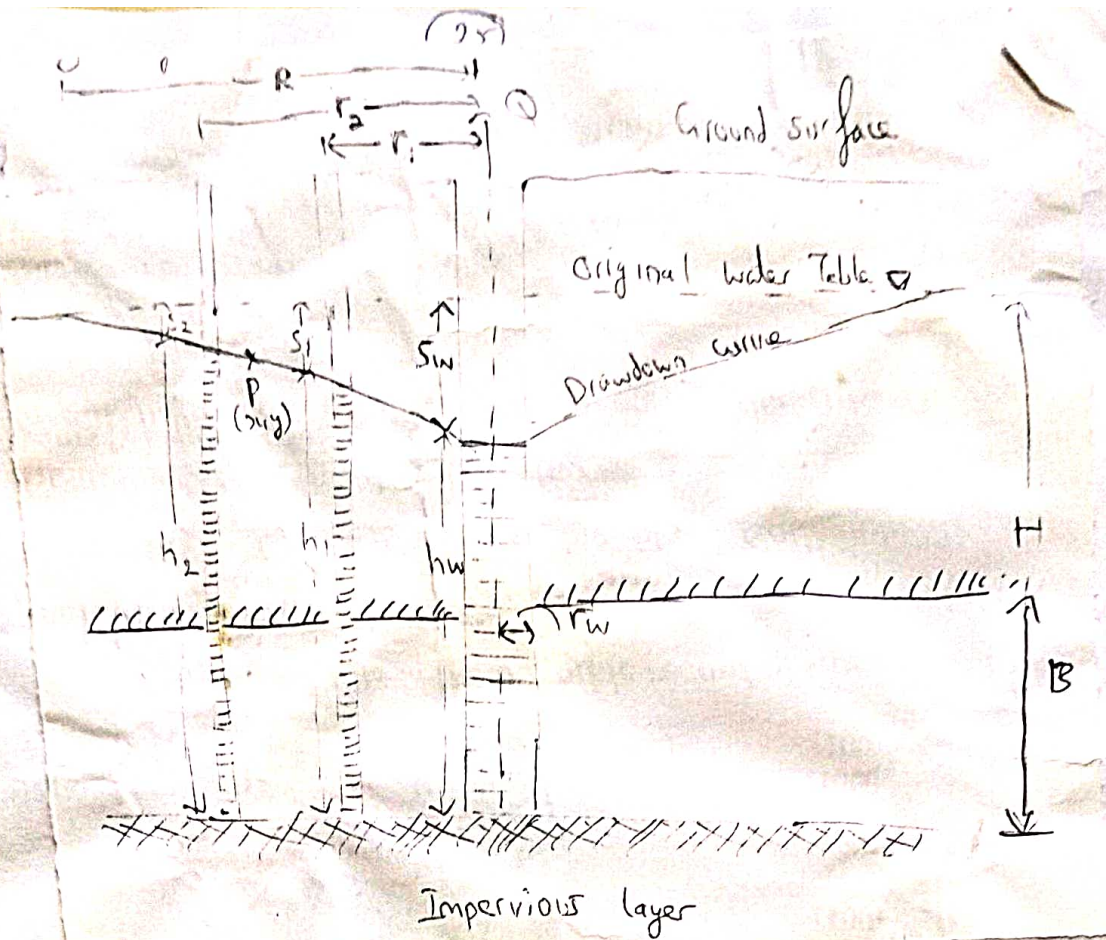 R
r2
r1
Ground surface
Original water Table
S1
Sw
P
(x,y)
Drawdown curve
h2
h1
hw
H
rw
B
Impervious layer